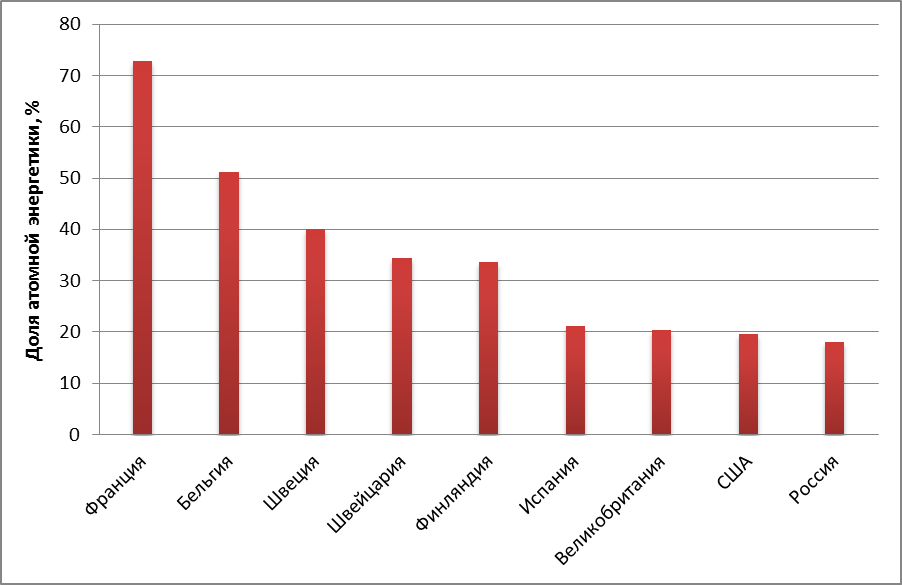 Доля атомной энергетики, %
80
70
60
50
40
30
20
10
0
Франция
Бельгия
Швеция
Швейцария
Финляндия
Испания
Великобритания
США
Россия